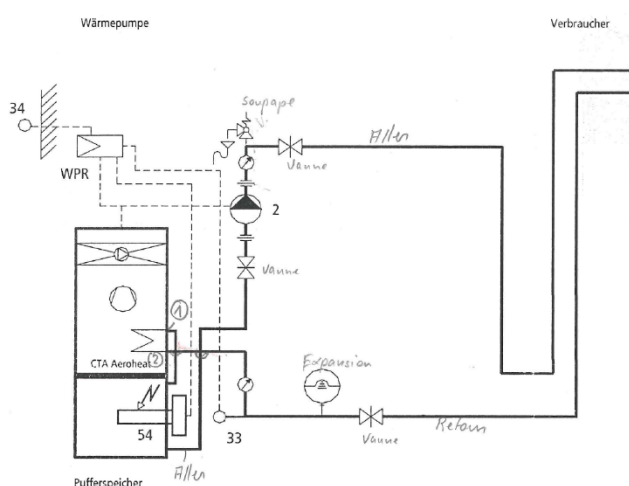 Wärmepumpe
Verbraucher
Soupape
34
WPR
Aller
Vanne
2
Vanne
1
CTA Aeroheat
2
Expansion
54
33
Vanne
Retour
Aller
Pufferspeicher